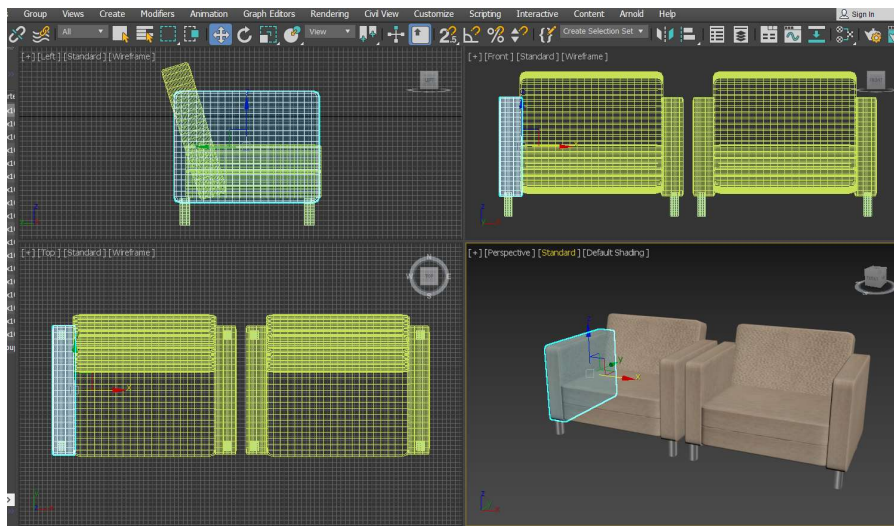 Group Views Create Modifiers Animation Graph Editors Rendering Civil View Customize Scripting Interactive Content Arnold Help Sign In
All View Create Selection Set
[+] [Left] [Standard] [Wireframe]
[+] [Front] [Standard] [Wireframe]
[+] [Top] [Standard] [Wireframe]
[+] [Perspective] [Standard] [Default Shading]